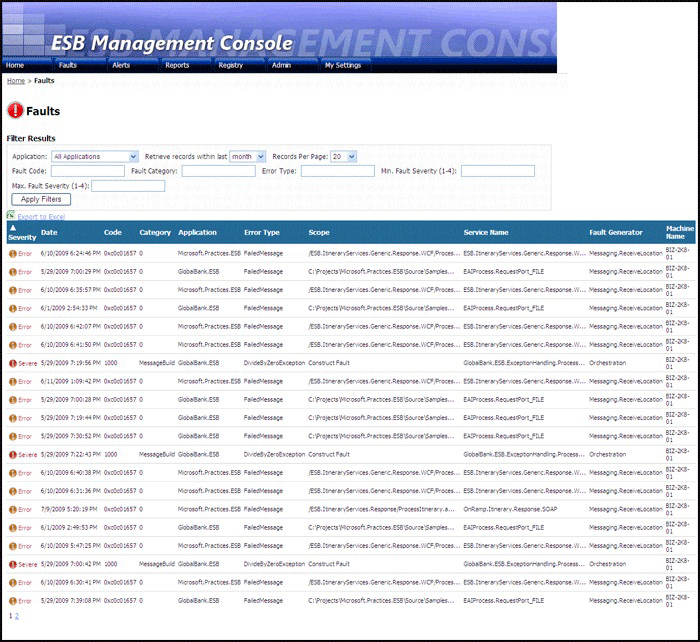 ESB MANAGEMENT CONSO
ESB Management Console
Home Faults Alerts Reports Registry Admin My Settings
Home > Faults
Faults
Filter Results
Application: All Applications Retrieve records within last month Records Per Page: 20
Fault Code: Fault Category: Error Type: Min. Fault Severity (1-4):
Max. Fault Severity (1-4):
Apply Filters
Export to Excel
Severity Date Code Category Application Error Type Scope Service Name Fault Generator Machine Name
Error 6/10/2009 6:24:46 PM 0xc0c01657 0 Microsoft.Practices.ESB FailedMessage /ESB.ItineraryServices.Generic.Response.WCF/Proces... ESB.ItineraryServices.Generic.Response.W... Messaging.ReceiveLocation BIZ-2K8-01
Error 5/29/2009 7:00:29 PM 0xc0c01657 0 GlobalBank.ESB FailedMessage C:\Projects\Microsoft.Practices.ESB\Source\Samples... EAIProcess.RequestPort_FILE Messaging.ReceiveLocation BIZ-2K8-01
Error 6/10/2009 6:35:57 PM 0xc0c01657 0 Microsoft.Practices.ESB FailedMessage /ESB.ItineraryServices.Generic.Response.WCF/Proces... ESB.ItineraryServices.Generic.Response.W... Messaging.ReceiveLocation BIZ-2K8-01
Error 6/1/2009 2:54:33 PM 0xc0c01657 0 GlobalBank.ESB FailedMessage C:\Projects\Microsoft.Practices.ESB\Source\Samples... EAIProcess.RequestPort_FILE Messaging.ReceiveLocation BIZ-2K8-01
Error 6/10/2009 6:42:07 PM 0xc0c01657 0 Microsoft.Practices.ESB FailedMessage /ESB.ItineraryServices.Generic.Response.WCF/Proces... ESB.ItineraryServices.Generic.Response.W... Messaging.ReceiveLocation BIZ-2K8-01
Error 6/10/2009 6:41:50 PM 0xc0c01657 0 Microsoft.Practices.ESB FailedMessage /ESB.ItineraryServices.Generic.Response.WCF/Proces... ESB.ItineraryServices.Generic.Response.W... Messaging.ReceiveLocation BIZ-2K8-01
Severe 5/29/2009 7:19:56 PM 1000 MessageBuild GlobalBank.ESB DivideByZeroException Construct Fault GlobalBank.ESB.ExceptionHandling.Process... Orchestration BIZ-2K8-01
Error 6/11/2009 1:09:42 PM 0xc0c01657 0 Microsoft.Practices.ESB FailedMessage /ESB.ItineraryServices.Generic.Response.WCF/Proces... ESB.ItineraryServices.Generic.Response.W... Messaging.ReceiveLocation BIZ-2K8-01
Error 5/29/2009 7:00:28 PM 0xc0c01657 0 GlobalBank.ESB FailedMessage C:\Projects\Microsoft.Practices.ESB\Source\Samples... EAIProcess.RequestPort_FILE Messaging.ReceiveLocation BIZ-2K8-01
Error 5/29/2009 7:19:44 PM 0xc0c01657 0 GlobalBank.ESB FailedMessage C:\Projects\Microsoft.Practices.ESB\Source\Samples... EAIProcess.RequestPort_FILE Messaging.ReceiveLocation BIZ-2K8-01
Error 5/29/2009 7:30:52 PM 0xc0c01657 0 GlobalBank.ESB FailedMessage C:\Projects\Microsoft.Practices.ESB\Source\Samples... EAIProcess.RequestPort_FILE Messaging.ReceiveLocation BIZ-2K8-01
Severe 5/29/2009 7:22:43 PM 1000 MessageBuild GlobalBank.ESB DivideByZeroException Construct Fault GlobalBank.ESB.ExceptionHandling.Process... Orchestration BIZ-2K8-01
Error 6/10/2009 6:40:38 PM 0xc0c01657 0 Microsoft.Practices.ESB FailedMessage /ESB.ItineraryServices.Generic.Response.WCF/Proces... ESB.ItineraryServices.Generic.Response.W... Messaging.ReceiveLocation BIZ-2K8-01
Error 6/10/2009 6:31:36 PM 0xc0c01657 0 Microsoft.Practices.ESB FailedMessage /ESB.ItineraryServices.Generic.Response.WCF/Proces... ESB.ItineraryServices.Generic.Response.W... Messaging.ReceiveLocation BIZ-2K8-01
Error 7/9/2009 5:20:19 PM 0xc0c01657 0 Microsoft.Practices.ESB FailedMessage /ESB.ItineraryServices.Response/ProcessItinerary.a... OnRamp.Itinerary.Response.SOAP Messaging.ReceiveLocation BIZ-2K8-01
Error 6/1/2009 2:49:53 PM 0xc0c01657 0 GlobalBank.ESB FailedMessage C:\Projects\Microsoft.Practices.ESB\Source\Samples... EAIProcess.RequestPort_FILE Messaging.ReceiveLocation BIZ-2K8-01
Error 6/10/2009 5:47:25 PM 0xc0c01657 0 Microsoft.Practices.ESB FailedMessage /ESB.ItineraryServices.Generic.Response.WCF/Proces... ESB.ItineraryServices.Generic.Response.W... Messaging.ReceiveLocation BIZ-2K8-01
Severe 5/29/2009 7:00:42 PM 1000 MessageBuild GlobalBank.ESB DivideByZeroException Construct Fault GlobalBank.ESB.ExceptionHandling.Process... Orchestration BIZ-2K8-01
Error 6/10/2009 6:30:41 PM 0xc0c01657 0 Microsoft.Practices.ESB FailedMessage /ESB.ItineraryServices.Generic.Response.WCF/Proces... ESB.ItineraryServices.Generic.Response.W... Messaging.ReceiveLocation BIZ-2K8-01
Error 5/29/2009 7:39:08 PM 0xc0c01657 0 GlobalBank.ESB FailedMessage C:\Projects\Microsoft.Practices.ESB\Source\Samples... EAIProcess.RequestPort_FILE Messaging.ReceiveLocation BIZ-2K8-01
1 2